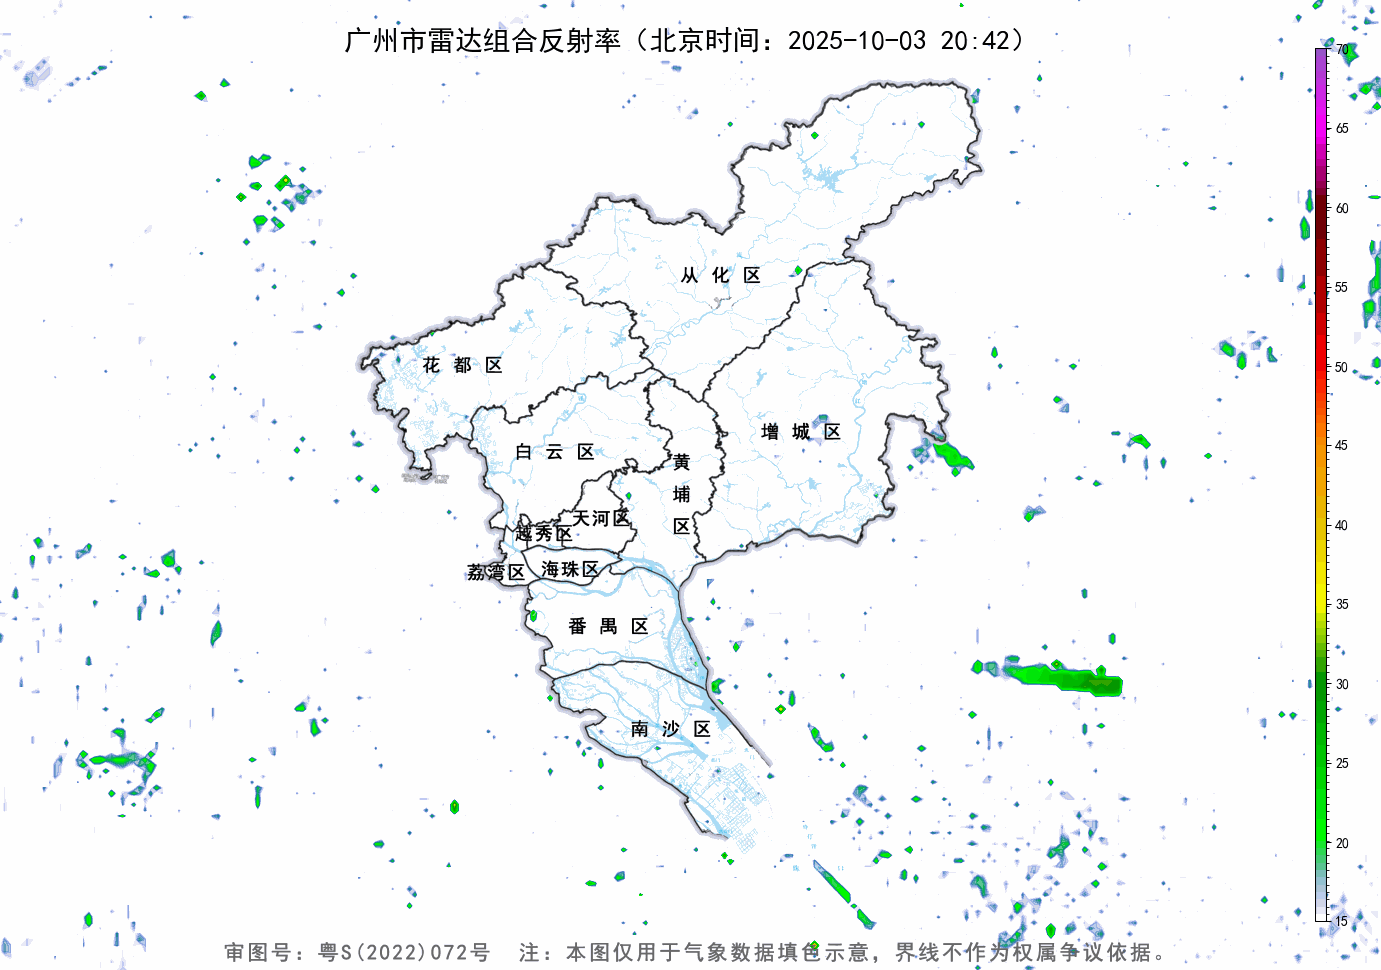 广州市雷达组合反射率（北京时间：2025-10-03 20:42）
70
65
60
55
50
45
40
35
30
25
20
15
从化区
花都区
增城区
白云区
黄埔区
天河区
越秀区
海珠区
荔湾区
番禺区
南沙区
审图号：粤S(2022)072号 注：本图仅用于气象数据填色示意，界线不作为权属争议依据。